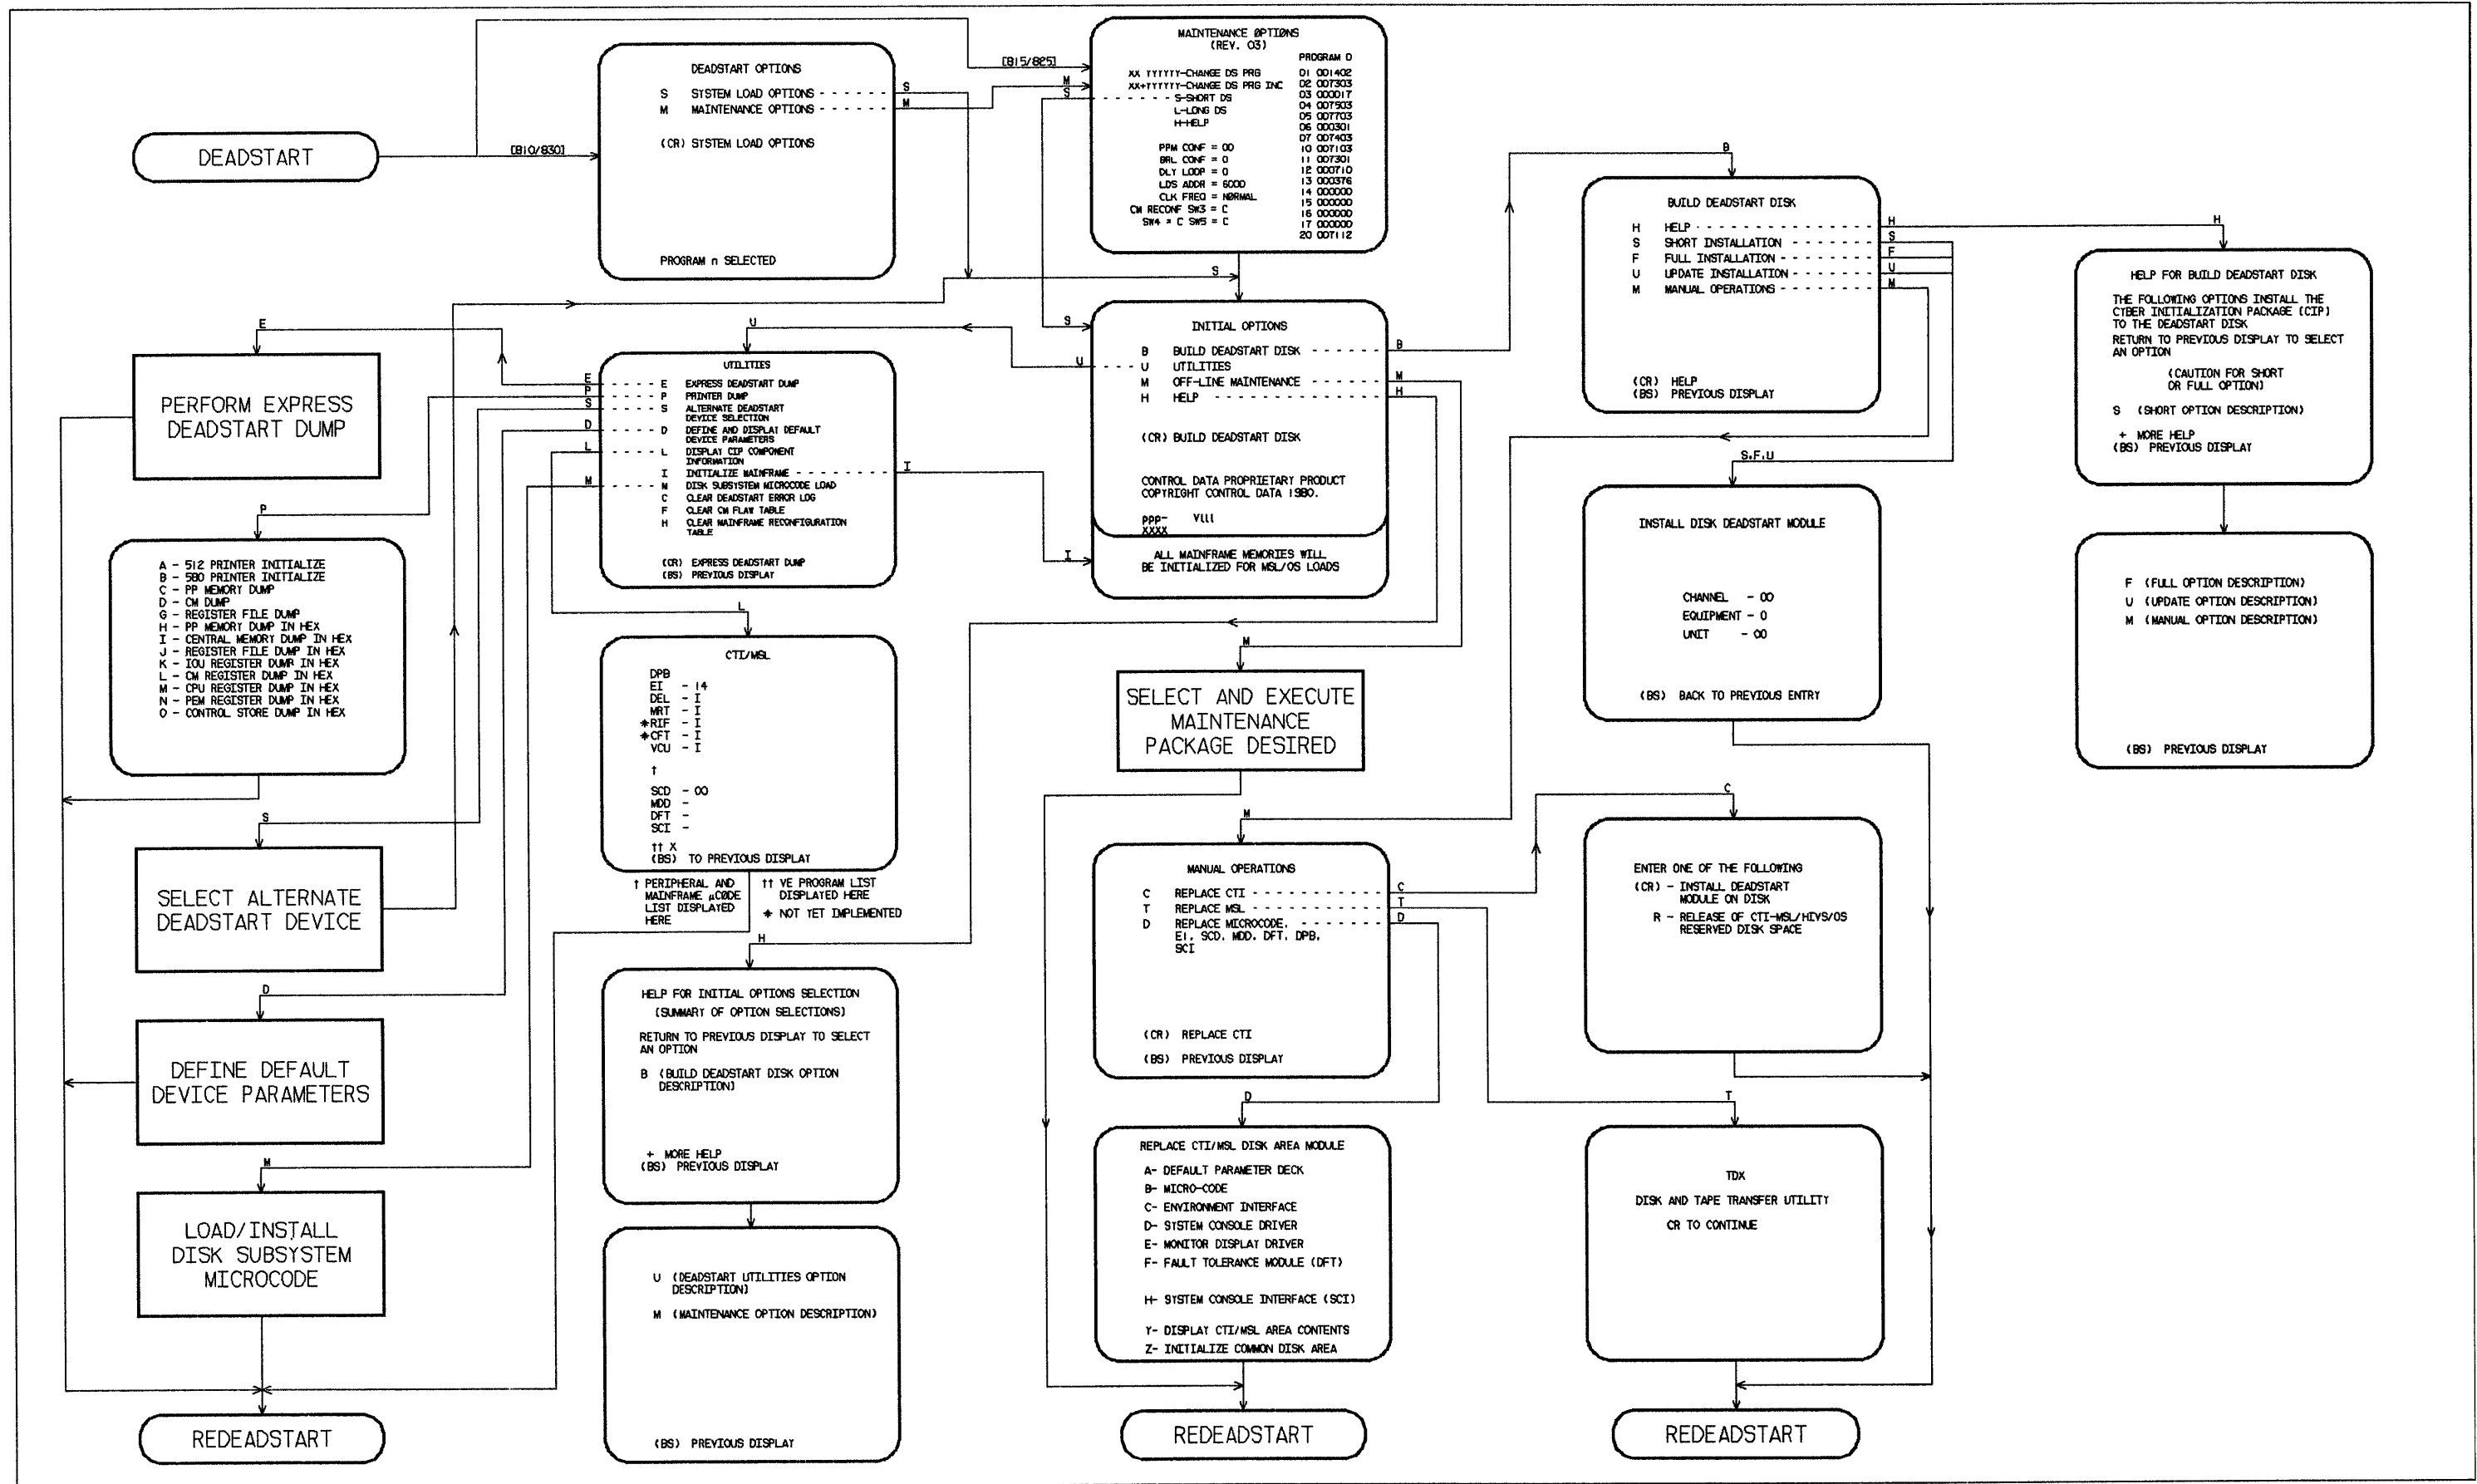 DEADSTART
[810/830]
[815/825]
DEADSTART OPTIONS
S SYSTEM LOAD OPTIONS - - - - - - - - S
M MAINTENANCE OPTIONS - - - - - - - - M
(CR) SYSTEM LOAD OPTIONS
PROGRAM n SELECTED
S
M
S
MAINTENANCE ØPTIØNS
(REV. 03)
PROGRAM 0
XX YYYYYY-CHANGE DS PRG
XX+YYYYYY-CHANGE DS PRG INC
- - - - - - - S-SHORT DS
L-LONG DS
H-HELP
PPM CONF = 00
BRL CONF = 0
DLY LOOP = 0
LDS ADDR = 6000
CLK FREQ = NØRMAL
CM RECONF SW3 = C
SW4 = C SW5 = C
01 001402
02 007303
03 000017
04 007503
05 007703
06 000301
07 007403
10 007103
11 007301
12 000710
13 000376
14 000000
15 000000
16 000000
17 000000
20 007112
B
BUILD DEADSTART DISK
H HELP - - - - - - - - - - - - - - H
S SHORT INSTALLATION - - - - - - - S
F FULL INSTALLATION - - - - - - - - F
U UPDATE INSTALLATION - - - - - - - U
M MANUAL OPERATIONS - - - - - - - - M
(CR) HELP
(BS) PREVIOUS DISPLAY
H
HELP FOR BUILD DEADSTART DISK
THE FOLLOWING OPTIONS INSTALL THE
CYBER INITIALIZATION PACKAGE (CIP)
TO THE DEADSTART DISK
RETURN TO PREVIOUS DISPLAY TO SELECT
AN OPTION
(CAUTION FOR SHORT
OR FULL OPTION)
S (SHORT OPTION DESCRIPTION)
+ MORE HELP
(BS) PREVIOUS DISPLAY
F (FULL OPTION DESCRIPTION)
U (UPDATE OPTION DESCRIPTION)
M (MANUAL OPTION DESCRIPTION)
(BS) PREVIOUS DISPLAY
S
INITIAL OPTIONS
B BUILD DEADSTART DISK - - - - - - B
U - - - - U UTILITIES
M OFF-LINE MAINTENANCE - - - - - - M
H HELP - - - - - - - - - - - - - - H
(CR) BUILD DEADSTART DISK
CONTROL DATA PROPRIETARY PRODUCT
COPYRIGHT CONTROL DATA 1980.
ppp- Vlll
XXXX
ALL MAINFRAME MEMORIES WILL
BE INITIALIZED FOR MSL/OS LOADS
I
U
UTILITIES
E - - - - - E EXPRESS DEADSTART DUMP
P - - - - - P PRINTER DUMP
S - - - - - S ALTERNATE DEADSTART
DEVICE SELECTION
D - - - - - D DEFINE AND DISPLAY DEFAULT
DEVICE PARAMETERS
L - - - - - L DISPLAY CIP COMPONENT
INFORMATION
I INITIALIZE MAINFRAME - - - - - - - - I
M - - - - - M DISK SUBSYSTEM MICROCODE LOAD
C CLEAR DEADSTART ERROR LOG
F CLEAR CM FLAW TABLE
H CLEAR MAINFRAME RECONFIGURATION
TABLE
(CR) EXPRESS DEADSTART DUMP
(BS) PREVIOUS DISPLAY
E
PERFORM EXPRESS
DEADSTART DUMP
P
A - 512 PRINTER INITIALIZE
B - 580 PRINTER INITIALIZE
C - PP MEMORY DUMP
D - CM DUMP
G - REGISTER FILE DUMP
H - PP MEMORY DUMP IN HEX
I - CENTRAL MEMORY DUMP IN HEX
J - REGISTER FILE DUMP IN HEX
K - IOU REGISTER DUMP IN HEX
L - CM REGISTER DUMP IN HEX
M - CPU REGISTER DUMP IN HEX
N - PEM REGISTER DUMP IN HEX
O - CONTROL STORE DUMP IN HEX
S
SELECT ALTERNATE
DEADSTART DEVICE
D
DEFINE DEFAULT
DEVICE PARAMETERS
M
LOAD/INSTALL
DISK SUBSYSTEM
MICROCODE
REDEADSTART
L
CTI/MSL
DPB
EI - 14
DEL - I
MRT - I
*RIF - I
*CFT - I
VCU - I
†
SCD - 00
MDD -
DFT -
SCI -
†† X
(BS) TO PREVIOUS DISPLAY
† PERIPHERAL AND
MAINFRAME µCØDE
LIST DISPLAYED
HERE
†† VE PROGRAM LIST
DISPLAYED HERE
* NOT YET IMPLEMENTED
H
HELP FOR INITIAL OPTIONS SELECTION
(SUMMARY OF OPTION SELECTIONS)
RETURN TO PREVIOUS DISPLAY TO SELECT
AN OPTION
B (BUILD DEADSTART DISK OPTION
DESCRIPTION)
+ MORE HELP
(BS) PREVIOUS DISPLAY
U (DEADSTART UTILITIES OPTION
DESCRIPTION)
M (MAINTENANCE OPTION DESCRIPTION)
(BS) PREVIOUS DISPLAY
M
SELECT AND EXECUTE
MAINTENANCE
PACKAGE DESIRED
M
MANUAL OPERATIONS
C REPLACE CTI - - - - - - - - - - - C
T REPLACE MSL - - - - - - - - - - - T
D REPLACE MICROCODE, - - - - - - - - D
EI, SCD, MDD, DFT, DPB,
SCI
(CR) REPLACE CTI
(BS) PREVIOUS DISPLAY
D
REPLACE CTI/MSL DISK AREA MODULE
A- DEFAULT PARAMETER DECK
B- MICRO-CODE
C- ENVIRONMENT INTERFACE
D- SYSTEM CONSOLE DRIVER
E- MONITOR DISPLAY DRIVER
F- FAULT TOLERANCE MODULE (DFT)
H- SYSTEM CONSOLE INTERFACE (SCI)
Y- DISPLAY CTI/MSL AREA CONTENTS
Z- INITIALIZE COMMON DISK AREA
REDEADSTART
S,F,U
INSTALL DISK DEADSTART MODULE
CHANNEL - 00
EQUIPMENT - 0
UNIT - 00
(BS) BACK TO PREVIOUS ENTRY
C
ENTER ONE OF THE FOLLOWING
(CR) - INSTALL DEADSTART
MODULE ON DISK
R - RELEASE OF CTI-MSL/HIVS/OS
RESERVED DISK SPACE
T
TDX
DISK AND TAPE TRANSFER UTILITY
CR TO CONTINUE
REDEADSTART